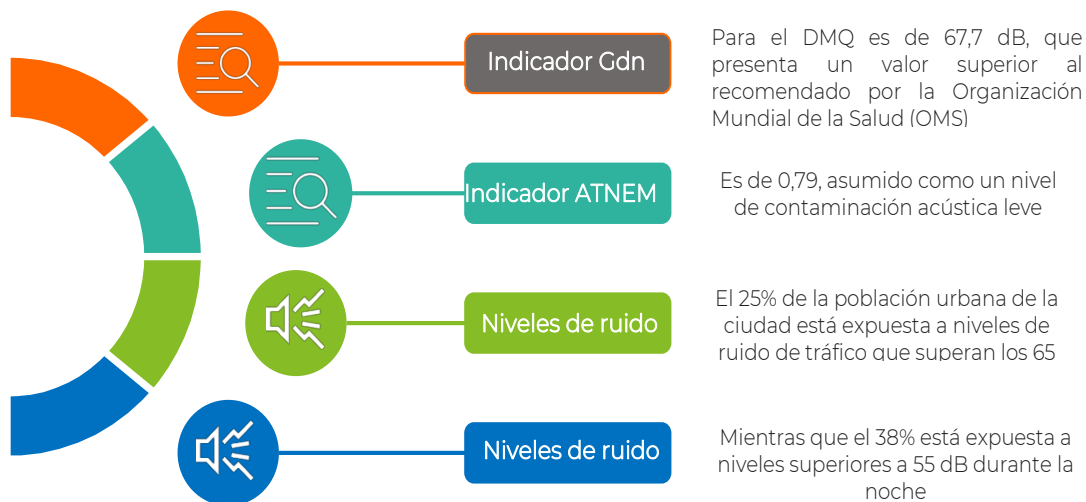 Indicador Gdn
Para el DMQ es de 67,7 dB, que
presenta un valor superior al
recomendado por la Organización
Mundial de la Salud (OMS)
Indicador ATNEM
Es de 0,79, asumido como un nivel
de contaminación acústica leve
Niveles de ruido
El 25% de la población urbana de la
ciudad está expuesta a niveles de
ruido de tráfico que superan los 65
Niveles de ruido
Mientras que el 38% está expuesta a
niveles superiores a 55 dB durante la
noche